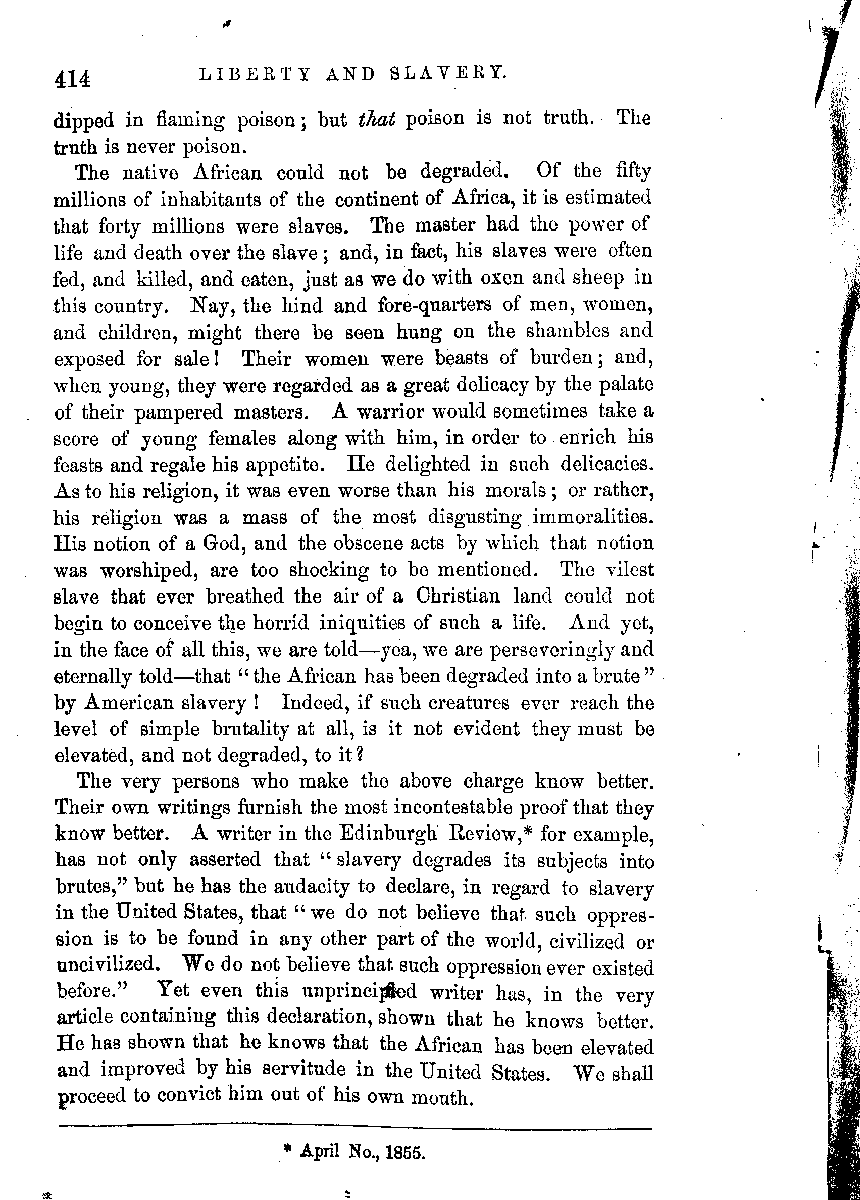 414 LIBERTY AND SLAVERY.
dipped in flaming poison; but that poison is not truth. The
truth is never poison.
The native African could not be degraded. Of the fifty
millions of inhabitants of the continent of Africa, it is estimated
that forty millions were slaves. The master had the power of
life and death over the slave; and, in fact, his slaves were often
fed, and killed, and eaten, just as we do with oxen and sheep in
this country. Nay, the hind and fore-quarters of men, women,
and children, might there be seen hung on the shambles and
exposed for sale! Their women were beasts of burden; and,
when young, they were regarded as a great delicacy by the palate
of their pampered masters. A warrior would sometimes take a
score of young females along with him, in order to enrich his
feasts and regale his appetite. He delighted in such delicacies.
As to his religion, it was even worse than his morals; or rather,
his religion was a mass of the most disgusting immoralities.
His notion of a God, and the obscene acts by which that notion
was worshiped, are too shocking to be mentioned. The vilest
slave that ever breathed the air of a Christian land could not
begin to conceive the horrid iniquities of such a life. And yet,
in the face of all this, we are told—yea, we are perseveringly and
eternally told—that “the African has been degraded into a brute”
by American slavery! Indeed, if such creatures ever reach the
level of simple brutality at all, is it not evident they must be
elevated, and not degraded, to it?
The very persons who make the above charge know better.
Their own writings furnish the most incontestable proof that they
know better. A writer in the Edinburgh Review,* for example,
has not only asserted that “slavery degrades its subjects into
brutes,” but he has the audacity to declare, in regard to slavery
in the United States, that “we do not believe that such oppres-
sion is to be found in any other part of the world, civilized or
uncivilized. We do not believe that such oppression ever existed
before.” Yet even this unprincipled writer has, in the very
article containing this declaration, shown that he knows better.
He has shown that he knows that the African has been elevated
and improved by his servitude in the United States. We shall
proceed to convict him out of his own mouth.
* April No., 1855.